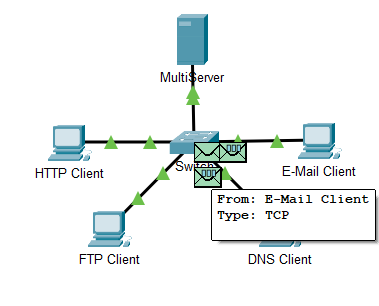 MultiServer
HTTP Client
Switch
E-Mail Client
From: E-Mail Client
Type: TCP
FTP Client
DNS Client